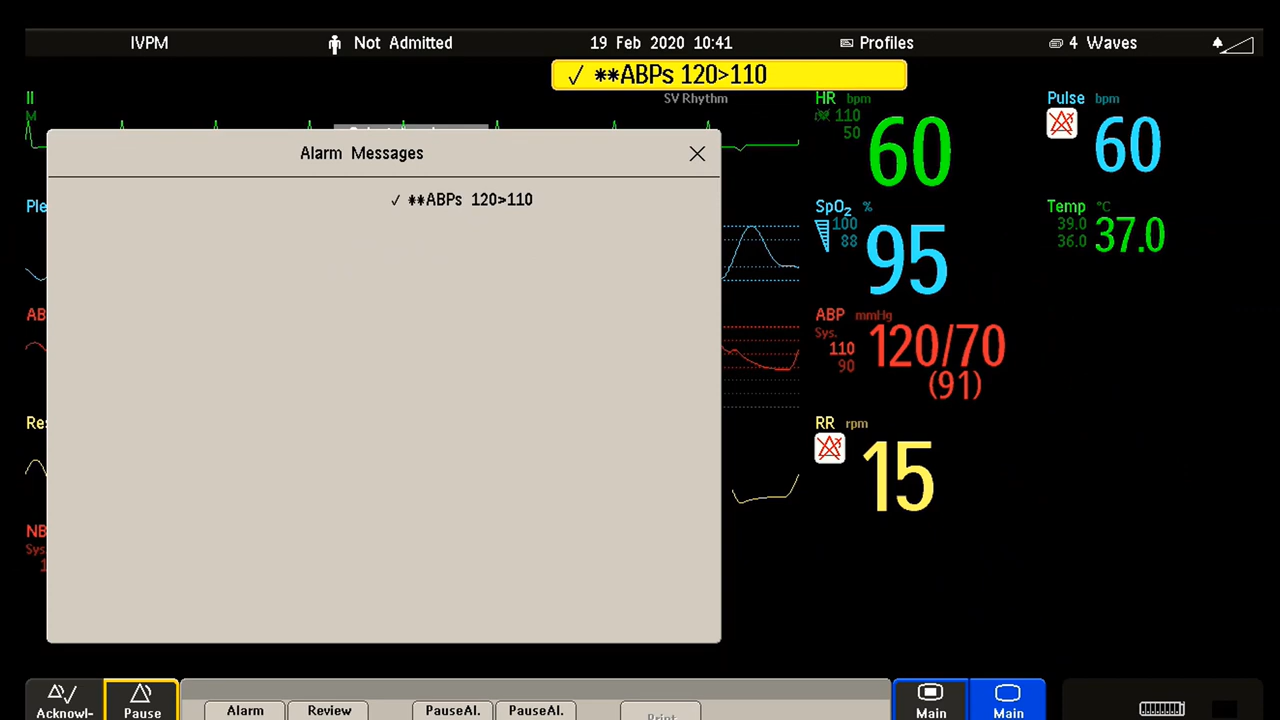 IVPM Not Admitted 19 Feb 2020 10:41 Profiles 4 Waves
✓ **ABPs 120>110
II
M
SV Rhythm
HR bpm
110
50
60
Pulse bpm
60
Alarm Messages
✓ **ABPs 120>110
Ple
SpO₂ %
100
88
95
Temp °C
39.0
36.0
37.0
AB
ABP mmHg
Sys.
110
90
120/70
(91)
Res
RR rpm
15
NB
Sys
1
Acknowl-
Pause
Alarm
Review
PauseAl.
PauseAl.
Print
Main
Main